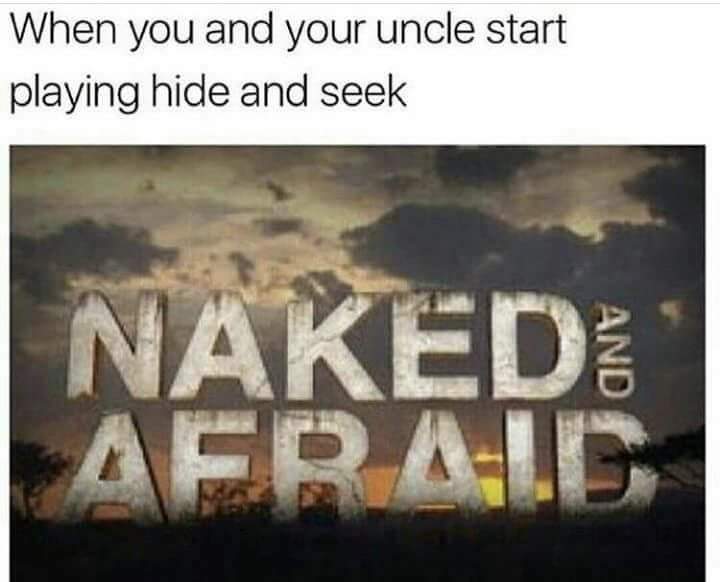 When you and your uncle start
playing hide and seek
NAKED AND
AFRAID